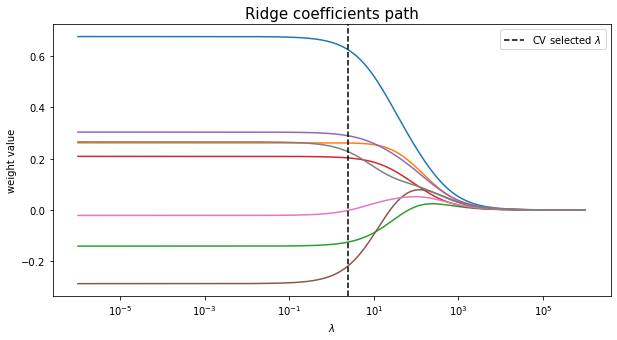 Ridge coefficients path
CV selected λ
weight value
0.6
0.4
0.2
0.0
−0.2
10⁻⁵ 10⁻³ 10⁻¹ 10¹ 10³ 10⁵
λ